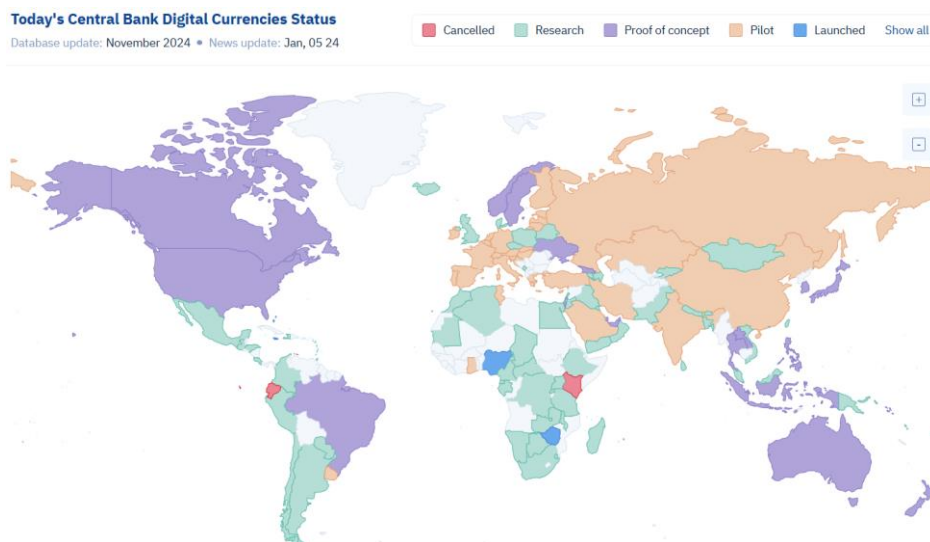 Today's Central Bank Digital Currencies Status
Database update: November 2024 • News update: Jan, 05 24
Cancelled
Research
Proof of concept
Pilot
Launched
Show all
+
-